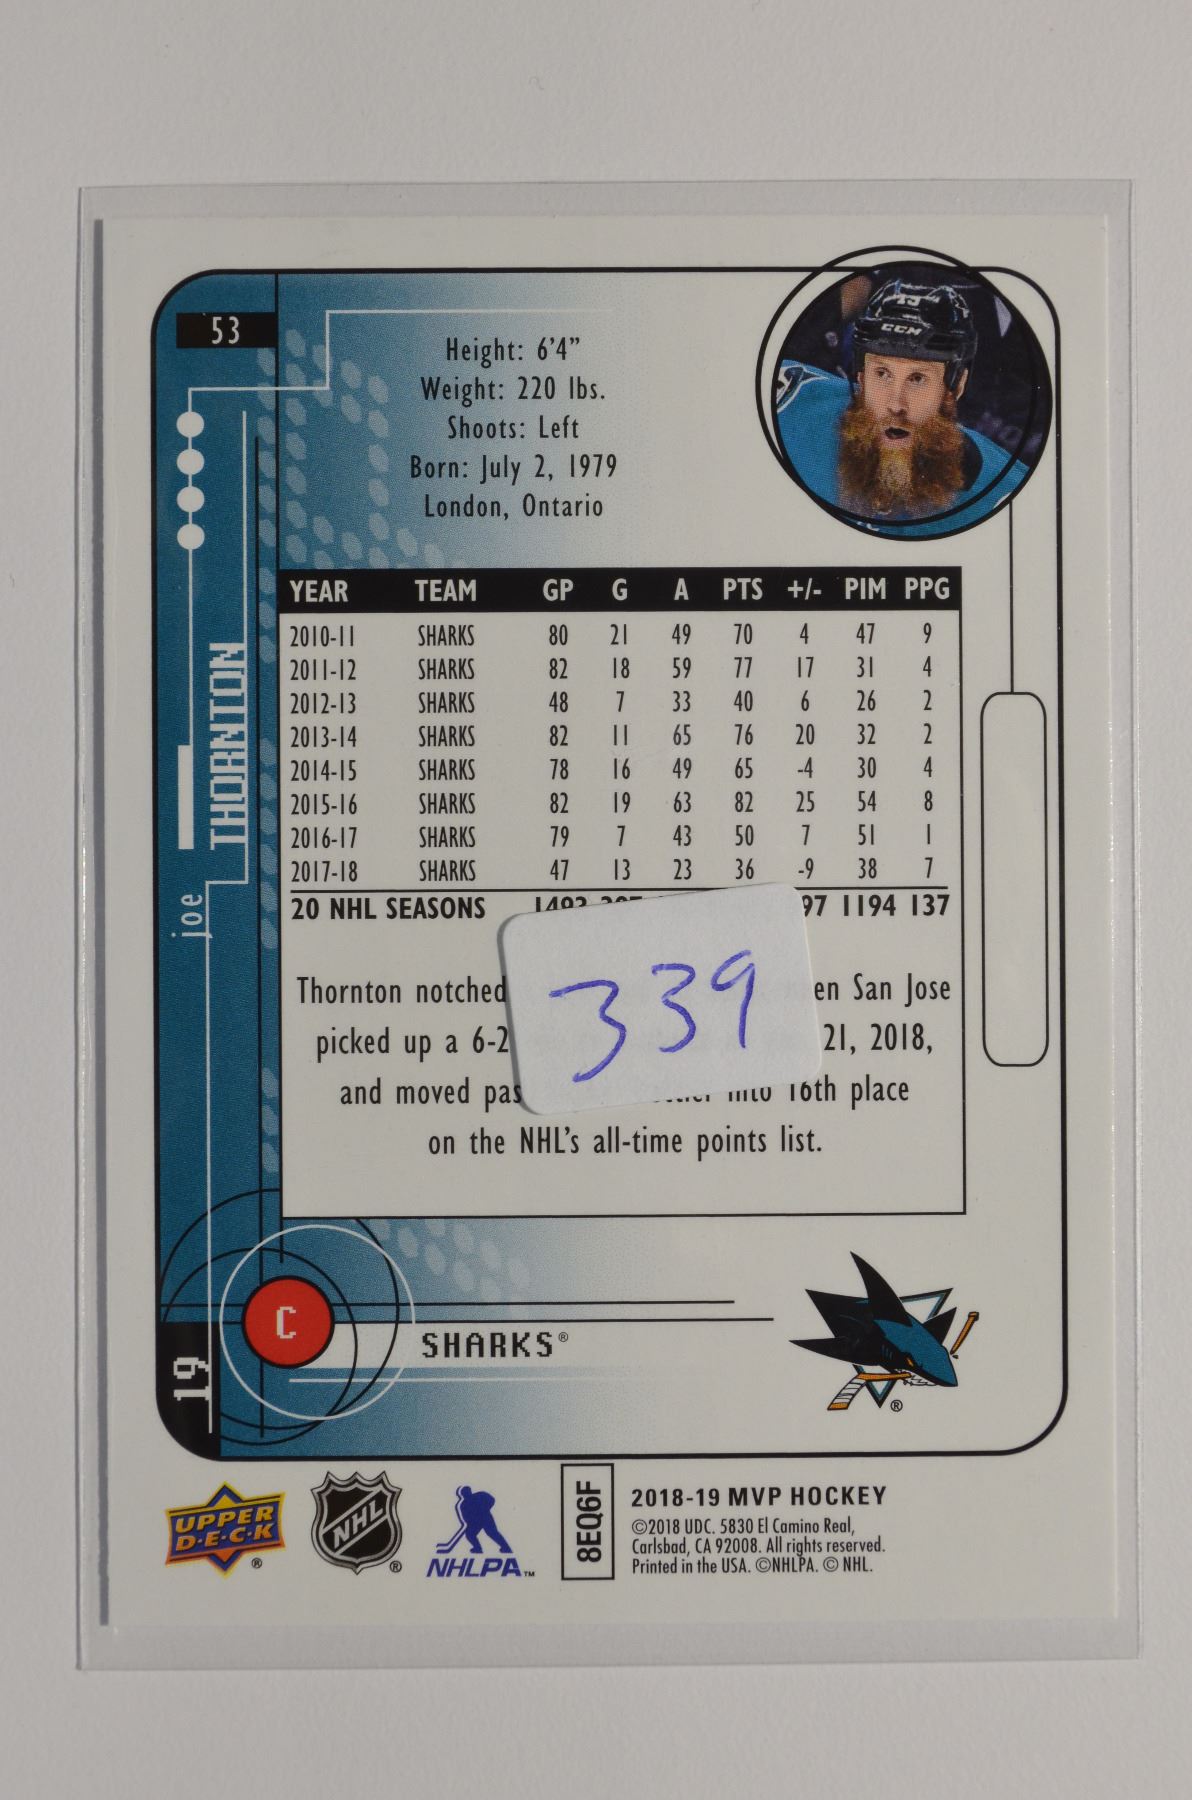 53
Height: 6'4"
Weight: 220 lbs.
Shoots: Left
Born: July 2, 1979
London, Ontario
CCM
joe
THORNTON
YEAR TEAM GP G A PTS +/- PIM PPG
2010-11 SHARKS 80 21 49 70 4 47 9
2011-12 SHARKS 82 18 59 77 17 31 4
2012-13 SHARKS 48 7 33 40 6 26 2
2013-14 SHARKS 82 11 65 76 20 32 2
2014-15 SHARKS 78 16 49 65 -4 30 4
2015-16 SHARKS 82 19 63 82 25 54 8
2016-17 SHARKS 79 7 43 50 7 51 1
2017-18 SHARKS 47 13 23 36 -9 38 7
20 NHL SEASONS 1493 97 1194 137
339
Thornton notched en San Jose
picked up a 6-2 21, 2018,
and moved pas into 16th place
on the NHL's all-time points list.
C
SHARKS®
19
®
UPPER
D·E·C·K
®
NHL
®
NHLPA™
8EQ6F
2018-19 MVP HOCKEY
©2018 UDC. 5830 El Camino Real,
Carlsbad, CA 92008. All rights reserved.
Printed in the USA. ©NHLPA. © NHL.